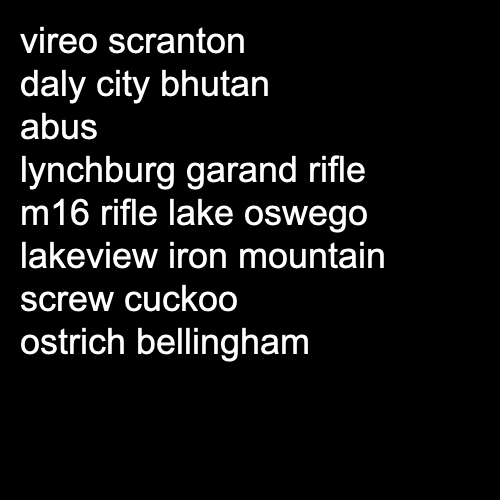 vireo scranton
daly city bhutan
abus
lynchburg garand rifle
m16 rifle lake oswego
lakeview iron mountain
screw cuckoo
ostrich bellingham